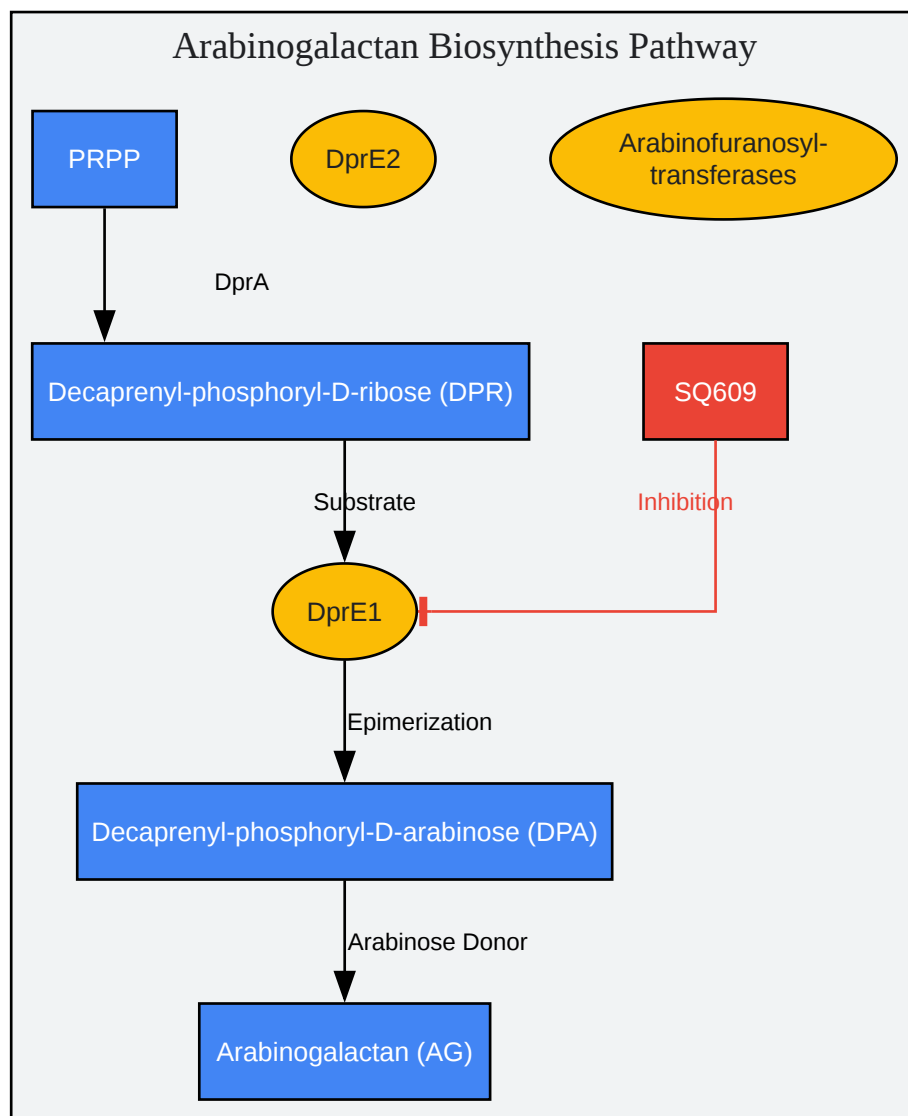 Arabinogalactan Biosynthesis Pathway
PRPP
DprE2
Arabinofuranosyl-
transferases
DprA
Decaprenyl-phosphoryl-D-ribose (DPR)
SQ609
Substrate
Inhibition
DprE1
Epimerization
Decaprenyl-phosphoryl-D-arabinose (DPA)
Arabinose Donor
Arabinogalactan (AG)